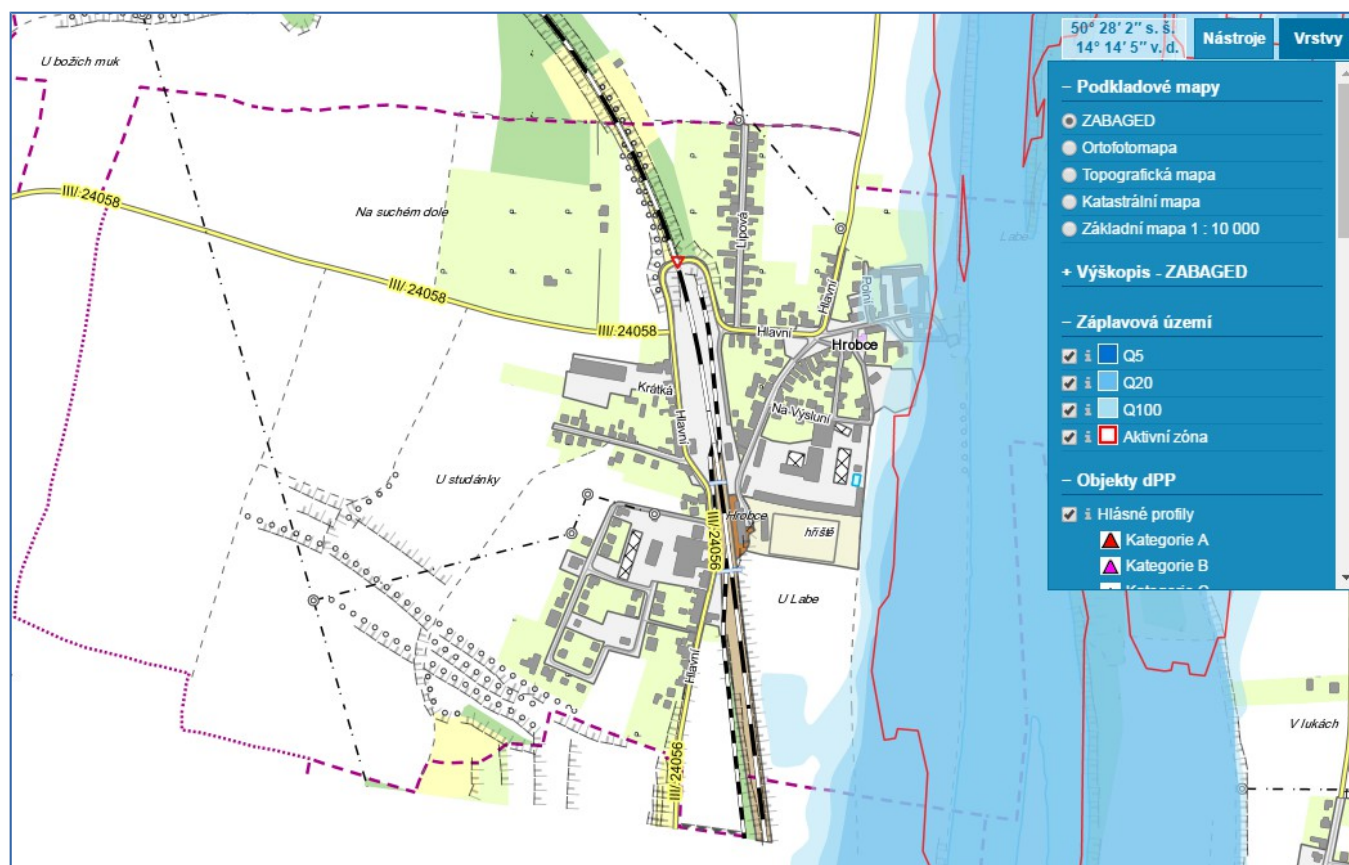 50° 28′ 2″ s. š.
14° 14′ 5″ v. d.
Nástroje
Vrstvy
− Podkladové mapy
ZABAGED
Ortofotomapa
Topografická mapa
Katastrální mapa
Základní mapa 1 : 10 000
+ Výškopis - ZABAGED
− Záplavová území
i Q5
i Q20
i Q100
i Aktivní zóna
− Objekty dPP
i Hlásné profily
Kategorie A
Kategorie B
U božích muk
III/ 24058
Na suchém dole
Lipová
Labe
III/ 24058
Hlavní
Polní
III/ 24058
Hlavní
Hrobce
Krátká
Hlavní
Na Výsluní
U studánky
Hrobce
III/ 24056
hřiště
U Labe
Hlavní
V lukách
III/ 24056